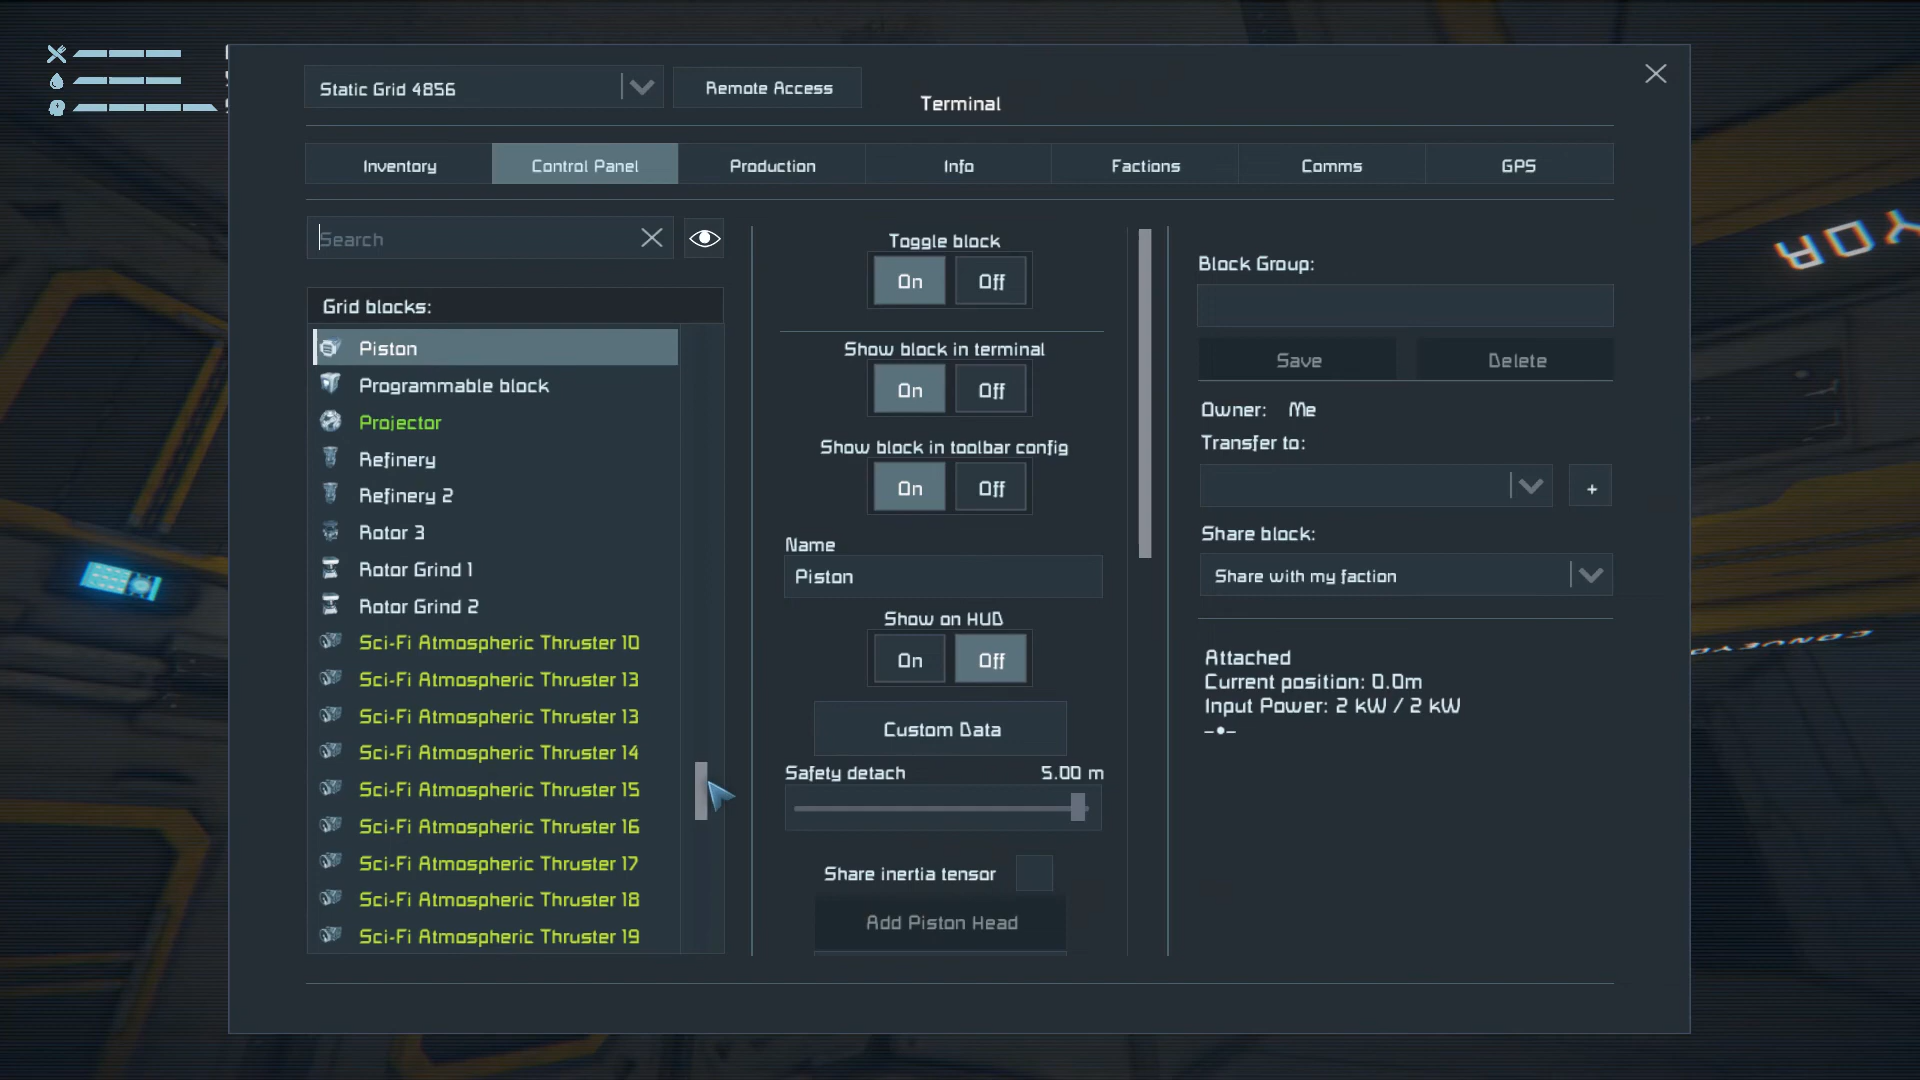 Static Grid 4856
Remote Access
Terminal
Inventory
Control Panel
Production
Info
Factions
Comms
GPS
Search
Grid blocks:
Piston
Programmable block
Projector
Refinery
Refinery 2
Rotor 3
Rotor Grind 1
Rotor Grind 2
Sci-Fi Atmospheric Thruster 10
Sci-Fi Atmospheric Thruster 13
Sci-Fi Atmospheric Thruster 13
Sci-Fi Atmospheric Thruster 14
Sci-Fi Atmospheric Thruster 15
Sci-Fi Atmospheric Thruster 16
Sci-Fi Atmospheric Thruster 17
Sci-Fi Atmospheric Thruster 18
Sci-Fi Atmospheric Thruster 19
Toggle block
On Off
Show block in terminal
On Off
Show block in toolbar config
On Off
Name
Piston
Show on HUD
On Off
Custom Data
Safety detach 5.00 m
Share inertia tensor
Add Piston Head
Block Group:
Save Delete
Owner: Me
Transfer to:
+
Share block:
Share with my faction
Attached
Current position: 0.0m
Input Power: 2 kW / 2 kW
-•-